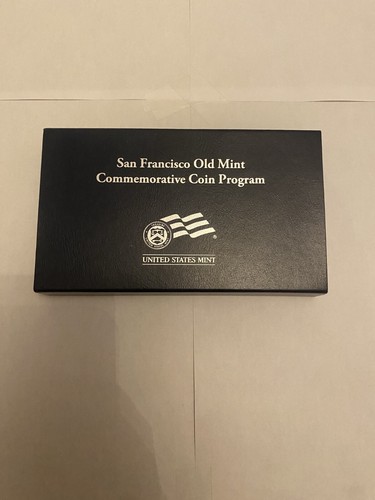 San Francisco Old Mint
Commemorative Coin Program
UNITED STATES MINT